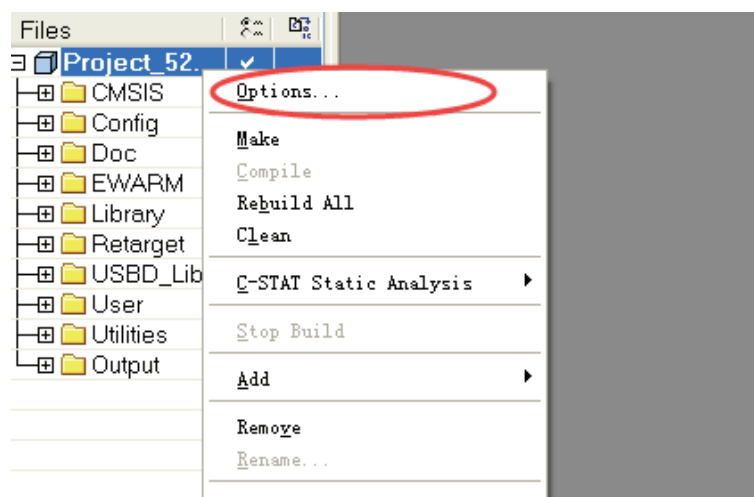 Files
Project_52.
CMSIS
Config
Doc
EWARM
Library
Retarget
USBD_Lib
User
Utilities
Output
Options...
Make
Compile
Rebuild All
Clean
C-STAT Static Analysis
Stop Build
Add
Remove
Rename...